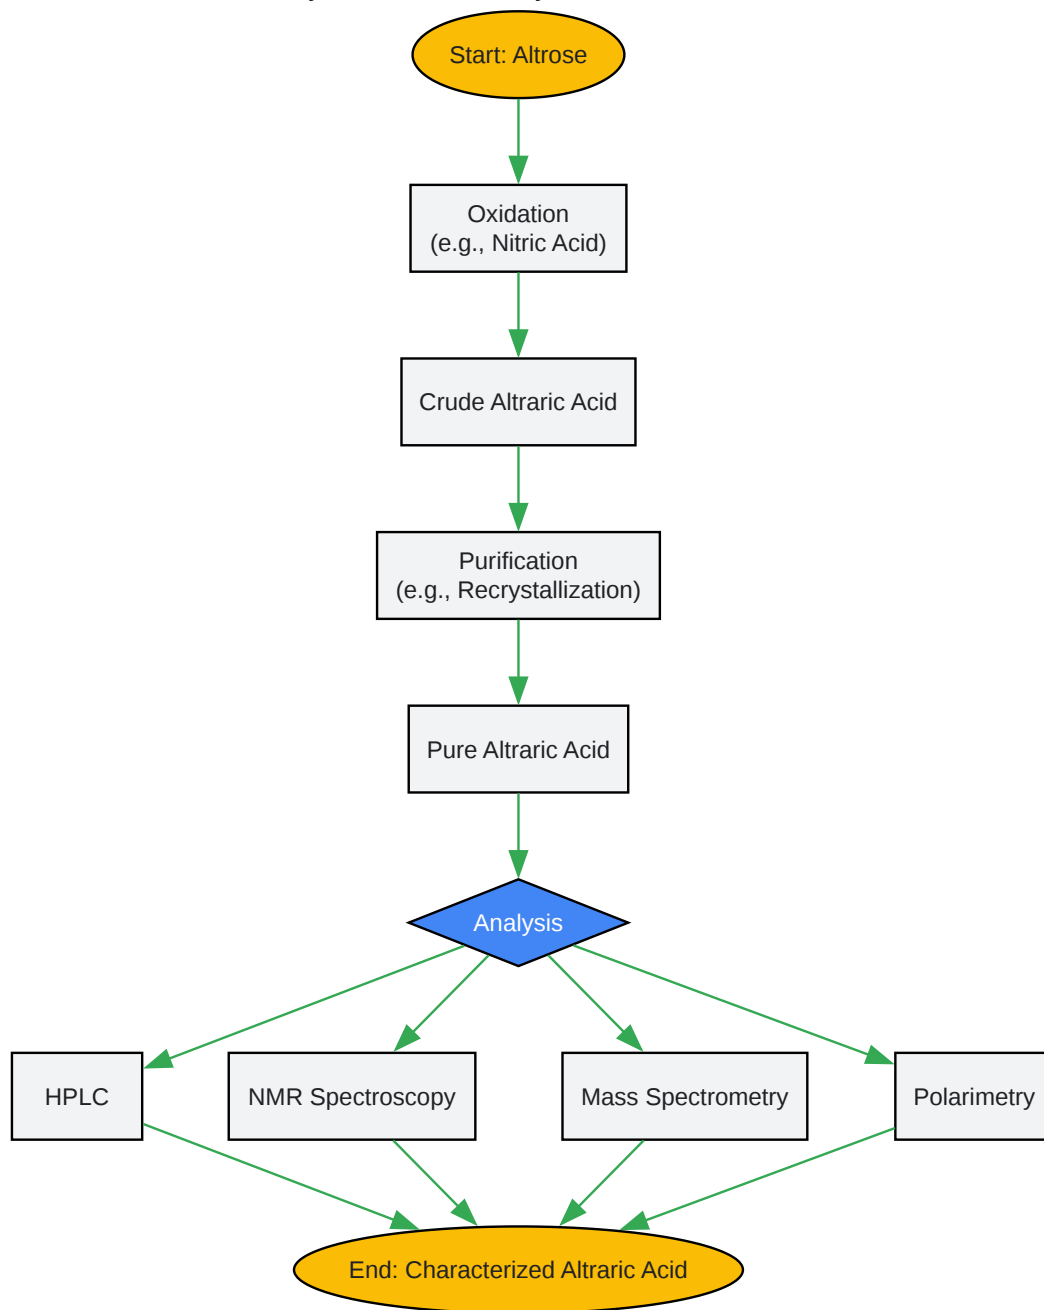 Start: Altrose
Oxidation
(e.g., Nitric Acid)
Crude Altraric Acid
Purification
(e.g., Recrystallization)
Pure Altraric Acid
Analysis
HPLC
NMR Spectroscopy
Mass Spectrometry
Polarimetry
End: Characterized Altraric Acid